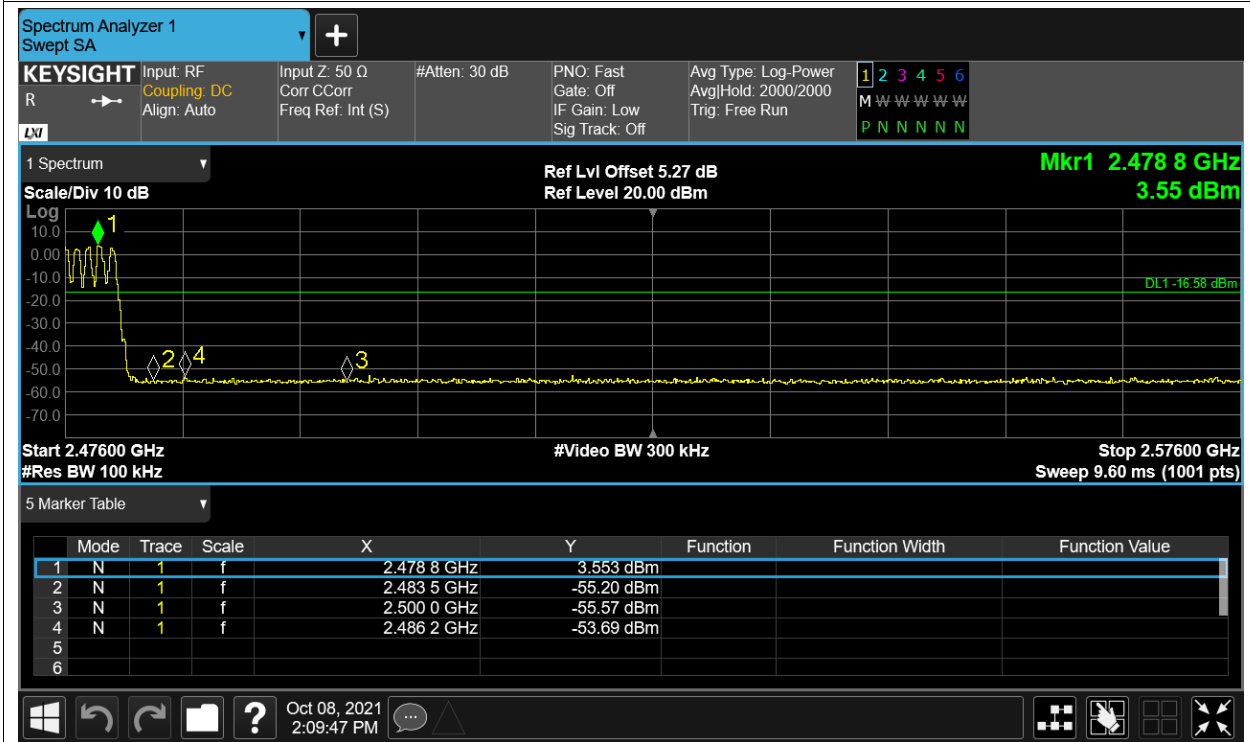 Spectrum Analyzer 1
Swept SA
KEYSIGHT
R
LXI
Input: RF
Coupling: DC
Align: Auto
Input Z: 50 Ω
Corr CCorr
Freq Ref: Int (S)
#Atten: 30 dB
PNO: Fast
Gate: Off
IF Gain: Low
Sig Track: Off
Avg Type: Log-Power
Avg|Hold: 2000/2000
Trig: Free Run
1 2 3 4 5 6
M W W W W W
P N N N N N
1 Spectrum
Scale/Div 10 dB
Ref Lvl Offset 5.27 dB
Ref Level 20.00 dBm
Mkr1 2.478 8 GHz
3.55 dBm
Log
10.0
0.00
-10.0
-20.0
-30.0
-40.0
-50.0
-60.0
-70.0
1
2
4
3
DL1 -16.58 dBm
Start 2.47600 GHz
#Res BW 100 kHz
#Video BW 300 kHz
Stop 2.57600 GHz
Sweep 9.60 ms (1001 pts)
5 Marker Table
Mode Trace Scale X Y Function Function Width Function Value
1 N 1 f 2.478 8 GHz 3.553 dBm
2 N 1 f 2.483 5 GHz -55.20 dBm
3 N 1 f 2.500 0 GHz -55.57 dBm
4 N 1 f 2.486 2 GHz -53.69 dBm
5
6
?
Oct 08, 2021
2:09:47 PM